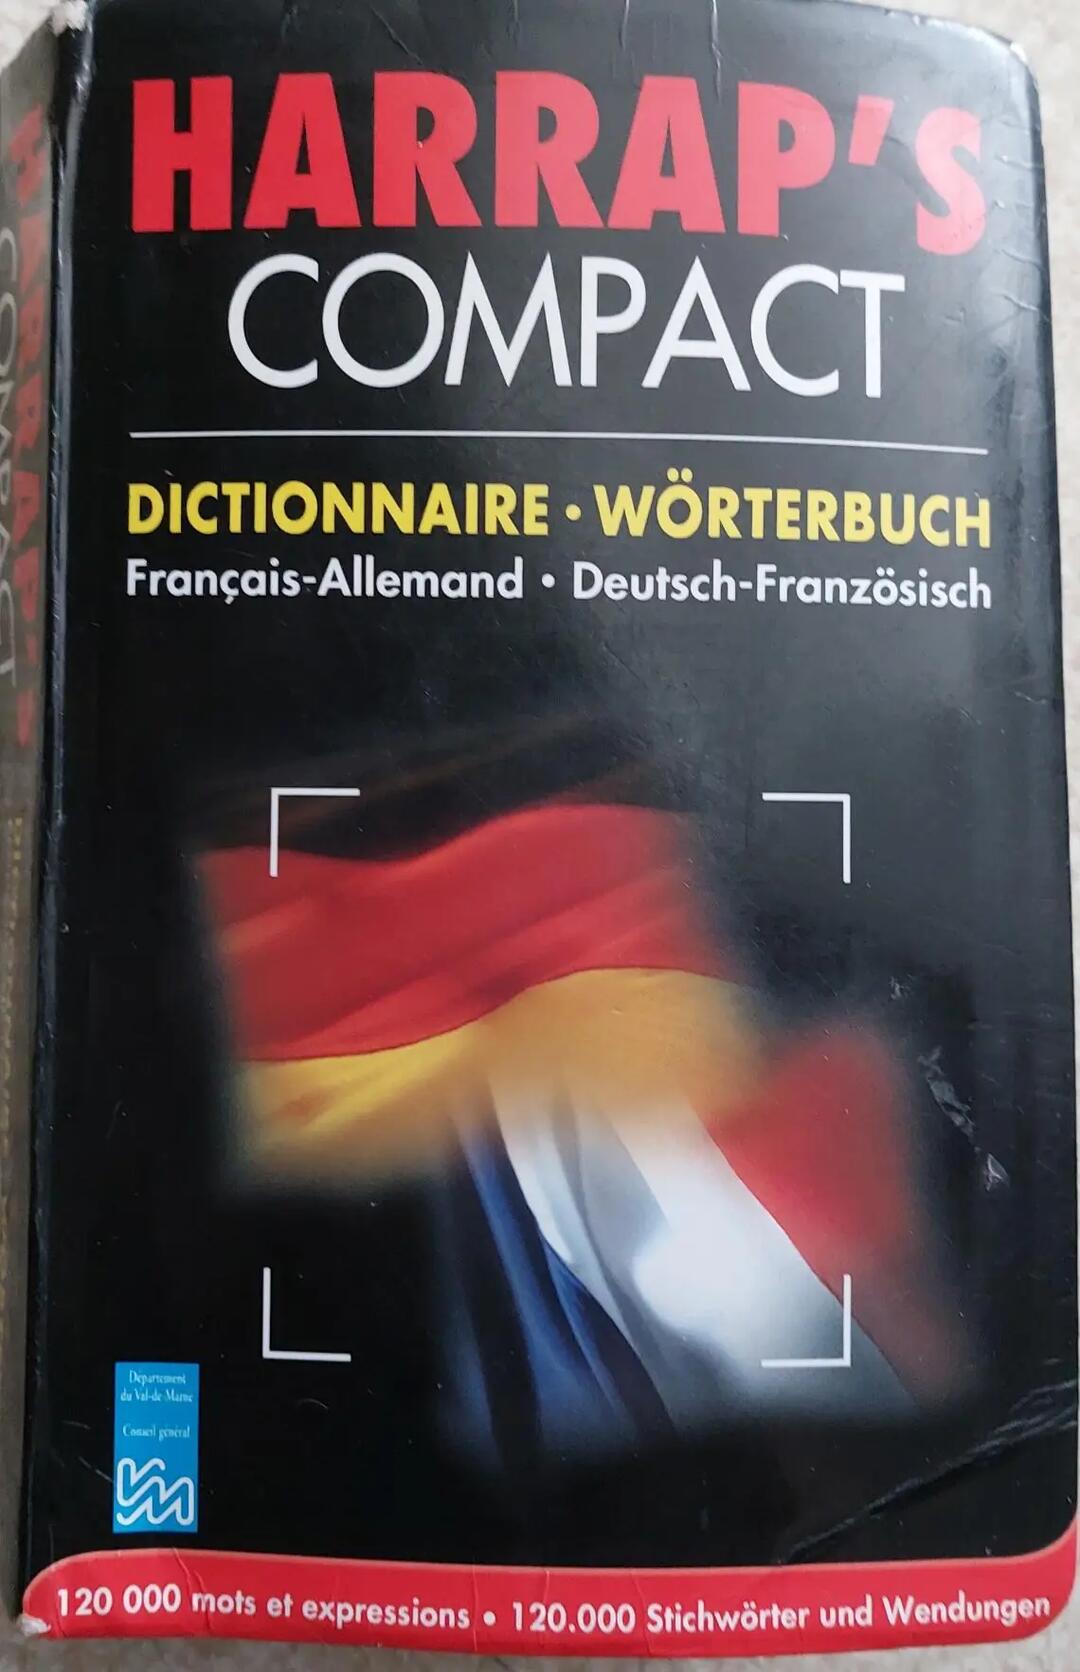 HARRAP'S
COMPACT
DICTIONNAIRE • WÖRTERBUCH
Français-Allemand • Deutsch-Französisch
Département
du Val-de-Marne
Conseil général
120 000 mots et expressions • 120.000 Stichwörter und Wendungen
HARRAP'S
COMPACT